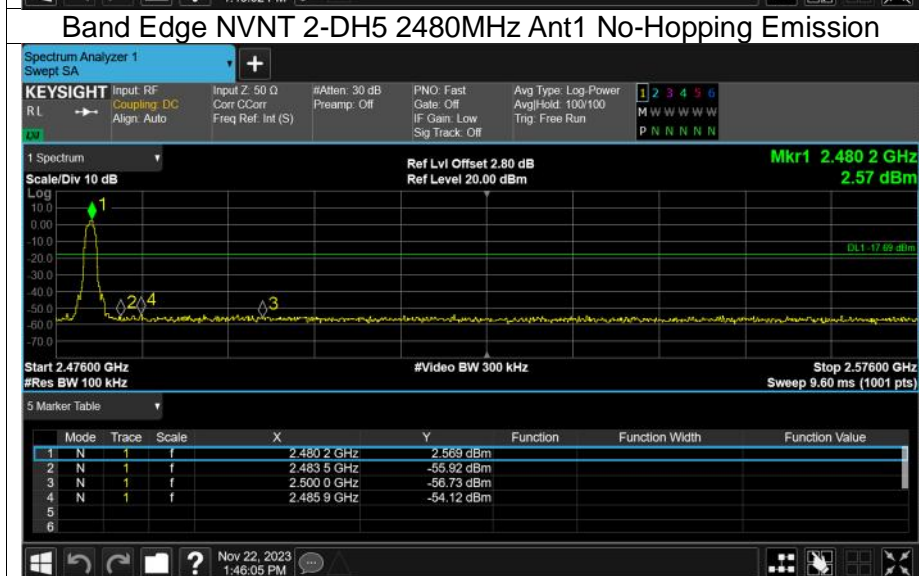 Band Edge NVNT 2-DH5 2480MHz Ant1 No-Hopping Emission
Spectrum Analyzer 1
Swept SA
+
KEYSIGHT Input: RF Input Z: 50 Ω #Atten: 30 dB PNO: Fast Avg Type: Log-Power 1 2 3 4 5 6
RL Coupling: DC Corr CCorr Preamp: Off Gate: Off Avg|Hold: 100/100 M W W W W W
Align: Auto Freq Ref: Int (S) IF Gain: Low Trig: Free Run
Sig Track: Off P N N N N N
1 Spectrum Ref Lvl Offset 2.80 dB Mkr1 2.480 2 GHz
Scale/Div 10 dB Ref Level 20.00 dBm 2.57 dBm
Log
10.0
1
0.00
-10.0
DL1 -17.69 dBm
-20.0
-30.0
-40.0
2 4 3
-50.0
-60.0
-70.0
Start 2.47600 GHz #Video BW 300 kHz Stop 2.57600 GHz
#Res BW 100 kHz Sweep 9.60 ms (1001 pts)
5 Marker Table
Mode Trace Scale X Y Function Function Width Function Value
1 N 1 f 2.480 2 GHz 2.569 dBm
2 N 1 f 2.483 5 GHz -55.92 dBm
3 N 1 f 2.500 0 GHz -56.73 dBm
4 N 1 f 2.485 9 GHz -54.12 dBm
5
6
? Nov 22, 2023
1:46:05 PM